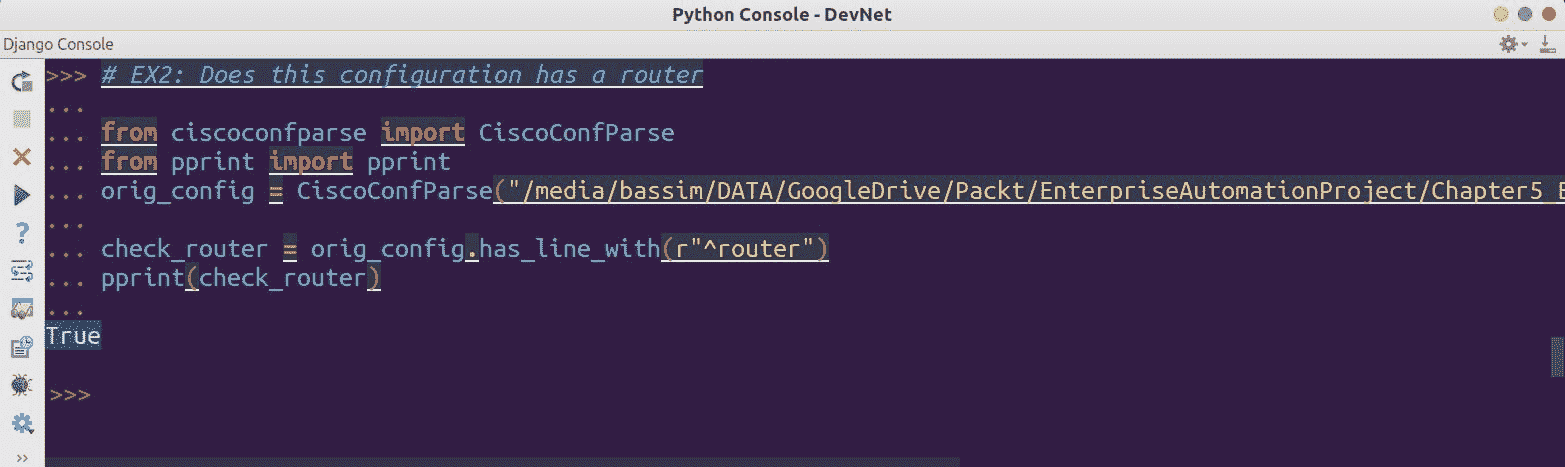 Python Console - DevNet
Django Console
>>> # EX2: Does this configuration has a router
...
... from ciscoconfparse import CiscoConfParse
... from pprint import pprint
... orig_config = CiscoConfParse("/media/bassim/DATA/GoogleDrive/Packt/EnterpriseAutomationProject/Chapter5_E
...
... check_router = orig_config.has_line_with(r"^router")
... pprint(check_router)
...
True
>>>